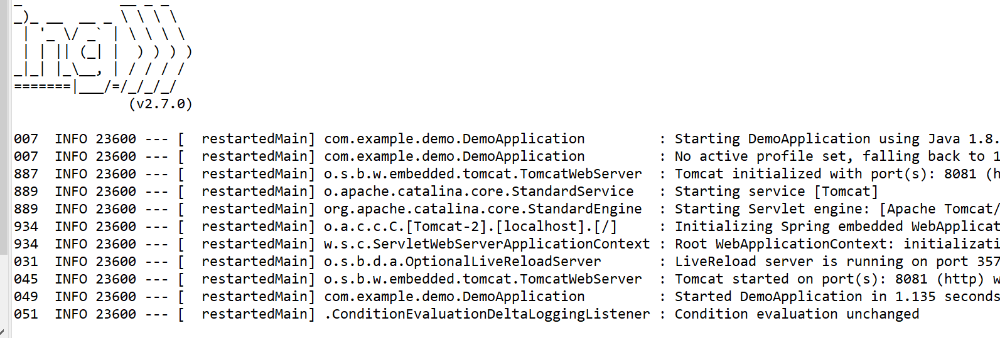 _            __ _ _
_)_ __  __ _ \ \ \ \
 | '_ \/ _` | \ \ \ \
 | | || (_| |  ) ) ) )
_|_| |_\__, | / / / /
=======|___/=/_/_/_/
              (v2.7.0)
007  INFO 23600 --- [  restartedMain] com.example.demo.DemoApplication         : Starting DemoApplication using Java 1.8.
007  INFO 23600 --- [  restartedMain] com.example.demo.DemoApplication         : No active profile set, falling back to 1
887  INFO 23600 --- [  restartedMain] o.s.b.w.embedded.tomcat.TomcatWebServer  : Tomcat initialized with port(s): 8081 (h
889  INFO 23600 --- [  restartedMain] o.apache.catalina.core.StandardService   : Starting service [Tomcat]
889  INFO 23600 --- [  restartedMain] org.apache.catalina.core.StandardEngine  : Starting Servlet engine: [Apache Tomcat/
934  INFO 23600 --- [  restartedMain] o.a.c.c.C.[Tomcat-2].[localhost].[/]     : Initializing Spring embedded WebApplicat
934  INFO 23600 --- [  restartedMain] w.s.c.ServletWebServerApplicationContext : Root WebApplicationContext: initializati
031  INFO 23600 --- [  restartedMain] o.s.b.d.a.OptionalLiveReloadServer       : LiveReload server is running on port 357
045  INFO 23600 --- [  restartedMain] o.s.b.w.embedded.tomcat.TomcatWebServer  : Tomcat started on port(s): 8081 (http) w
049  INFO 23600 --- [  restartedMain] com.example.demo.DemoApplication         : Started DemoApplication in 1.135 seconds
051  INFO 23600 --- [  restartedMain] .ConditionEvaluationDeltaLoggingListener : Condition evaluation unchanged